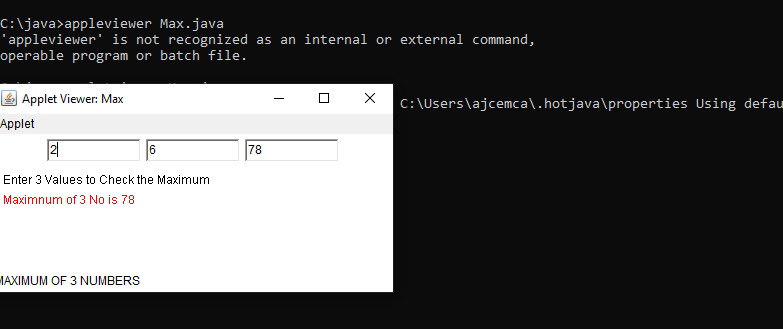 C:\java>appleviewer Max.java
'appleviewer' is not recognized as an internal or external command,
operable program or batch file.
Applet Viewer: Max
C:\Users\ajcemca\.hotjava\properties Using defau
Applet
2 6 78
Enter 3 Values to Check the Maximum
Maximnum of 3 No is 78
MAXIMUM OF 3 NUMBERS